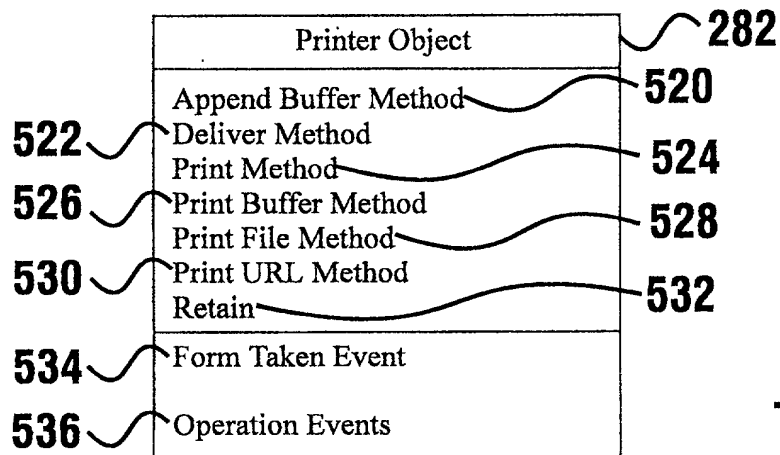 Printer Object 282
Append Buffer Method 520
522 Deliver Method
Print Method 524
526 Print Buffer Method
Print File Method 528
530 Print URL Method
Retain 532
534 Form Taken Event
536 Operation Events